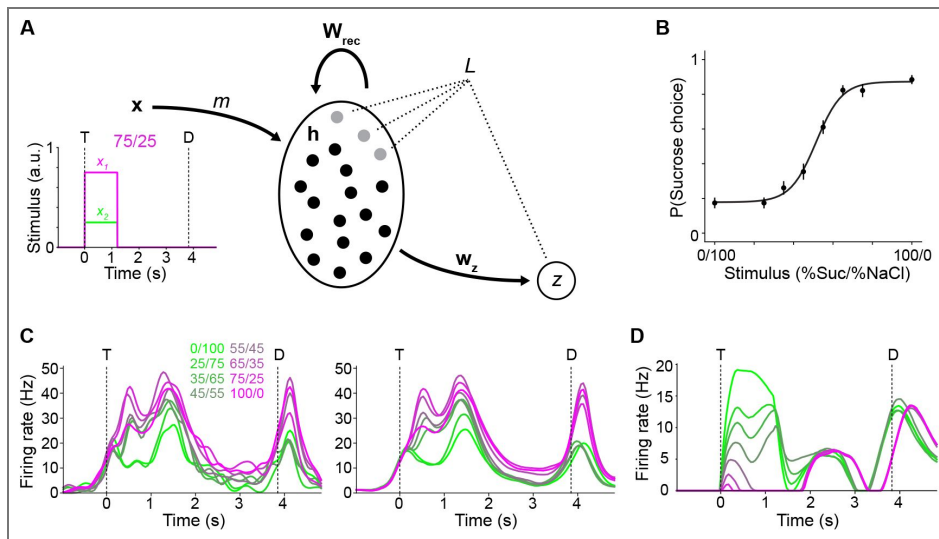 A
W_rec
L
x
m
h
T
D
75/25
x_1
x_2
Stimulus (a.u.)
1
0
0 1 2 3 4
Time (s)
w_z
z
B
P(Sucrose choice)
1
0
0/100
100/0
Stimulus (%Suc/%NaCl)
C
T
D
0/100 55/45
25/75 65/35
35/65 75/25
45/55 100/0
Firing rate (Hz)
50
40
30
20
10
0
0 1 2 3 4
Time (s)
T
D
50
40
30
20
10
0
0 1 2 3 4
Time (s)
D
T
D
Firing rate (Hz)
20
15
10
5
0
0 1 2 3 4
Time (s)